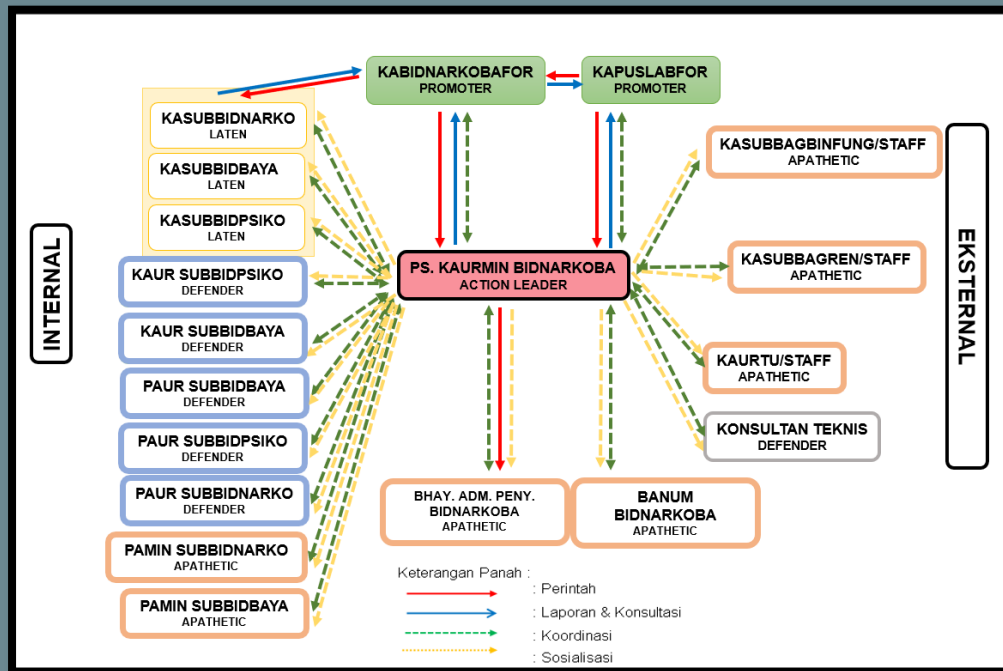 KABIDNARKOBAFOR
PROMOTER
KAPUSLABFOR
PROMOTER
KASUBBIDNARKO
LATEN
KASUBBIDBAYA
LATEN
KASUBBIDPSIKO
LATEN
KAUR SUBBIDPSIKO
DEFENDER
KAUR SUBBIDBAYA
DEFENDER
PAUR SUBBIDBAYA
DEFENDER
PAUR SUBBIDPSIKO
DEFENDER
PAUR SUBBIDNARKO
DEFENDER
PAMIN SUBBIDNARKO
APATHETIC
PAMIN SUBBIDBAYA
APATHETIC
INTERNAL
PS. KAURMIN BIDNARKOBA
ACTION LEADER
KASUBBAGBINFUNG/STAFF
APATHETIC
KASUBBAGREN/STAFF
APATHETIC
KAURTU/STAFF
APATHETIC
KONSULTAN TEKNIS
DEFENDER
EKSTERNAL
BHAY. ADM. PENY.
BIDNARKOBA
APATHETIC
BANUM
BIDNARKOBA
APATHETIC
Keterangan Panah :
: Perintah
: Laporan & Konsultasi
: Koordinasi
: Sosialisasi